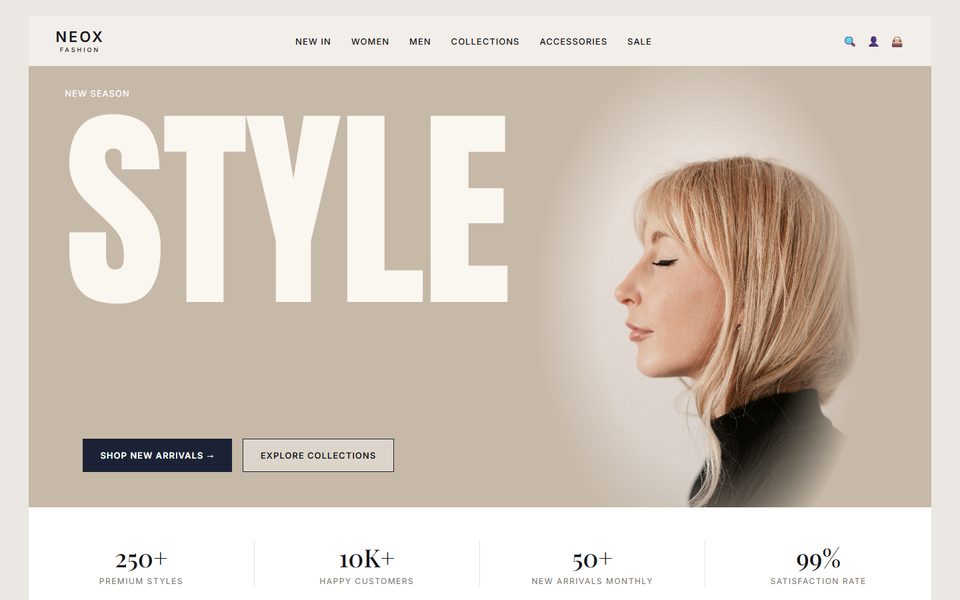 NEOX
FASHION
NEW IN
WOMEN
MEN
COLLECTIONS
ACCESSORIES
SALE
NEW SEASON
STYLE
SHOP NEW ARRIVALS →
EXPLORE COLLECTIONS
250+
PREMIUM STYLES
10K+
HAPPY CUSTOMERS
50+
NEW ARRIVALS MONTHLY
99%
SATISFACTION RATE